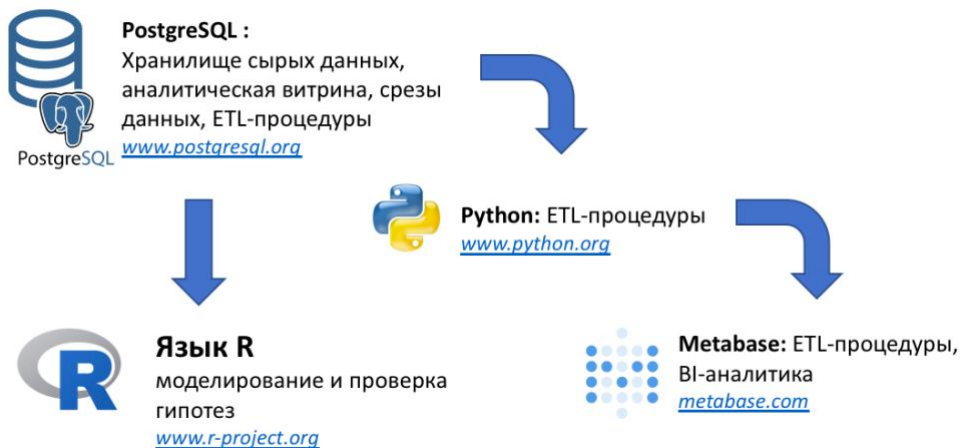 PostgreSQL :
Хранилище сырых данных,
аналитическая витрина, срезы
данных, ETL-процедуры
www.postgresql.org
PostgreSQL
Python: ETL-процедуры
www.python.org
R
Язык R
моделирование и проверка
гипотез
www.r-project.org
Metabase: ETL-процедуры,
BI-аналитика
metabase.com